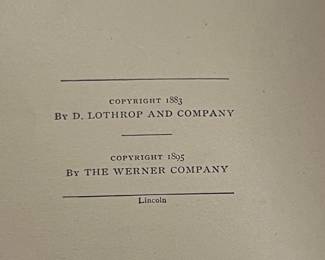 COPYRIGHT 1883
BY D. LOTHROP AND COMPANY
COPYRIGHT 1895
BY THE WERNER COMPANY
Lincoln